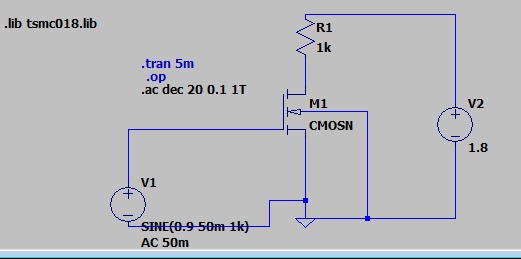 .lib tsmc018.lib
R1
1k
.tran 5m
.op
.ac dec 20 0.1 1T
M1
CMOSN
V2
1.8
V1
SINE(0.9 50m 1k)
AC 50m